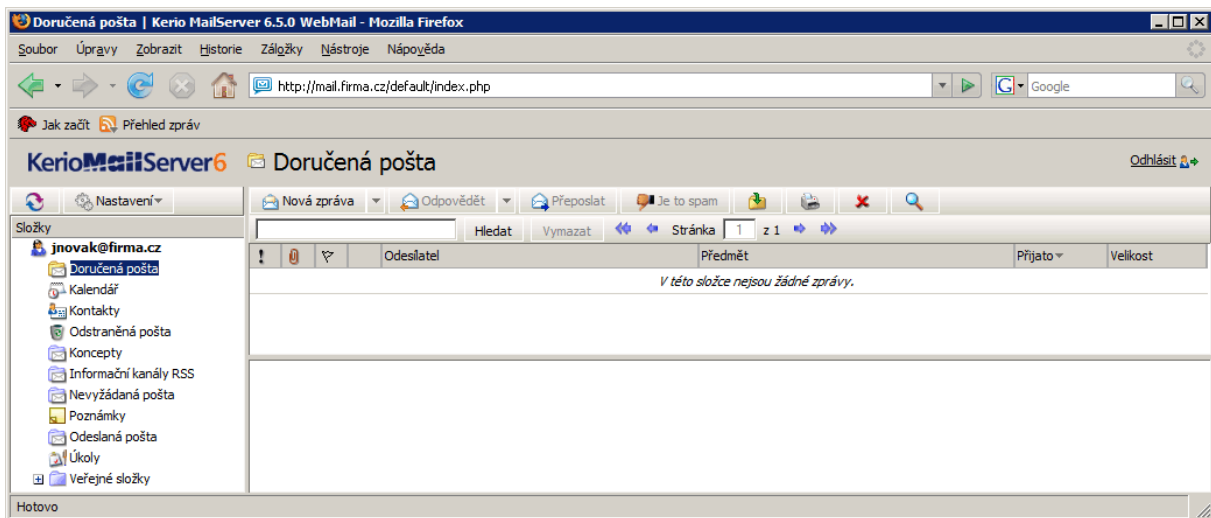 Doručená pošta | Kerio MailServer 6.5.0 WebMail - Mozilla Firefox
Soubor Úpravy Zobrazit Historie Záložky Nástroje Nápověda
http://mail.firma.cz/default/index.php G Google
Jak začít Přehled zpráv
KerioMailServer6 Doručená pošta Odhlásit
Nastavení Nová zpráva Odpovědět Přeposlat Je to spam
Složky Hledat Vymazat Stránka 1 z 1
jnovak@firma.cz ! Odesílatel Předmět Přijato Velikost
Doručená pošta V této složce nejsou žádné zprávy.
Kalendář
Kontakty
Odstraněná pošta
Koncepty
Informační kanály RSS
Nevyžádaná pošta
Poznámky
Odeslaná pošta
Úkoly
Veřejné složky
Hotovo